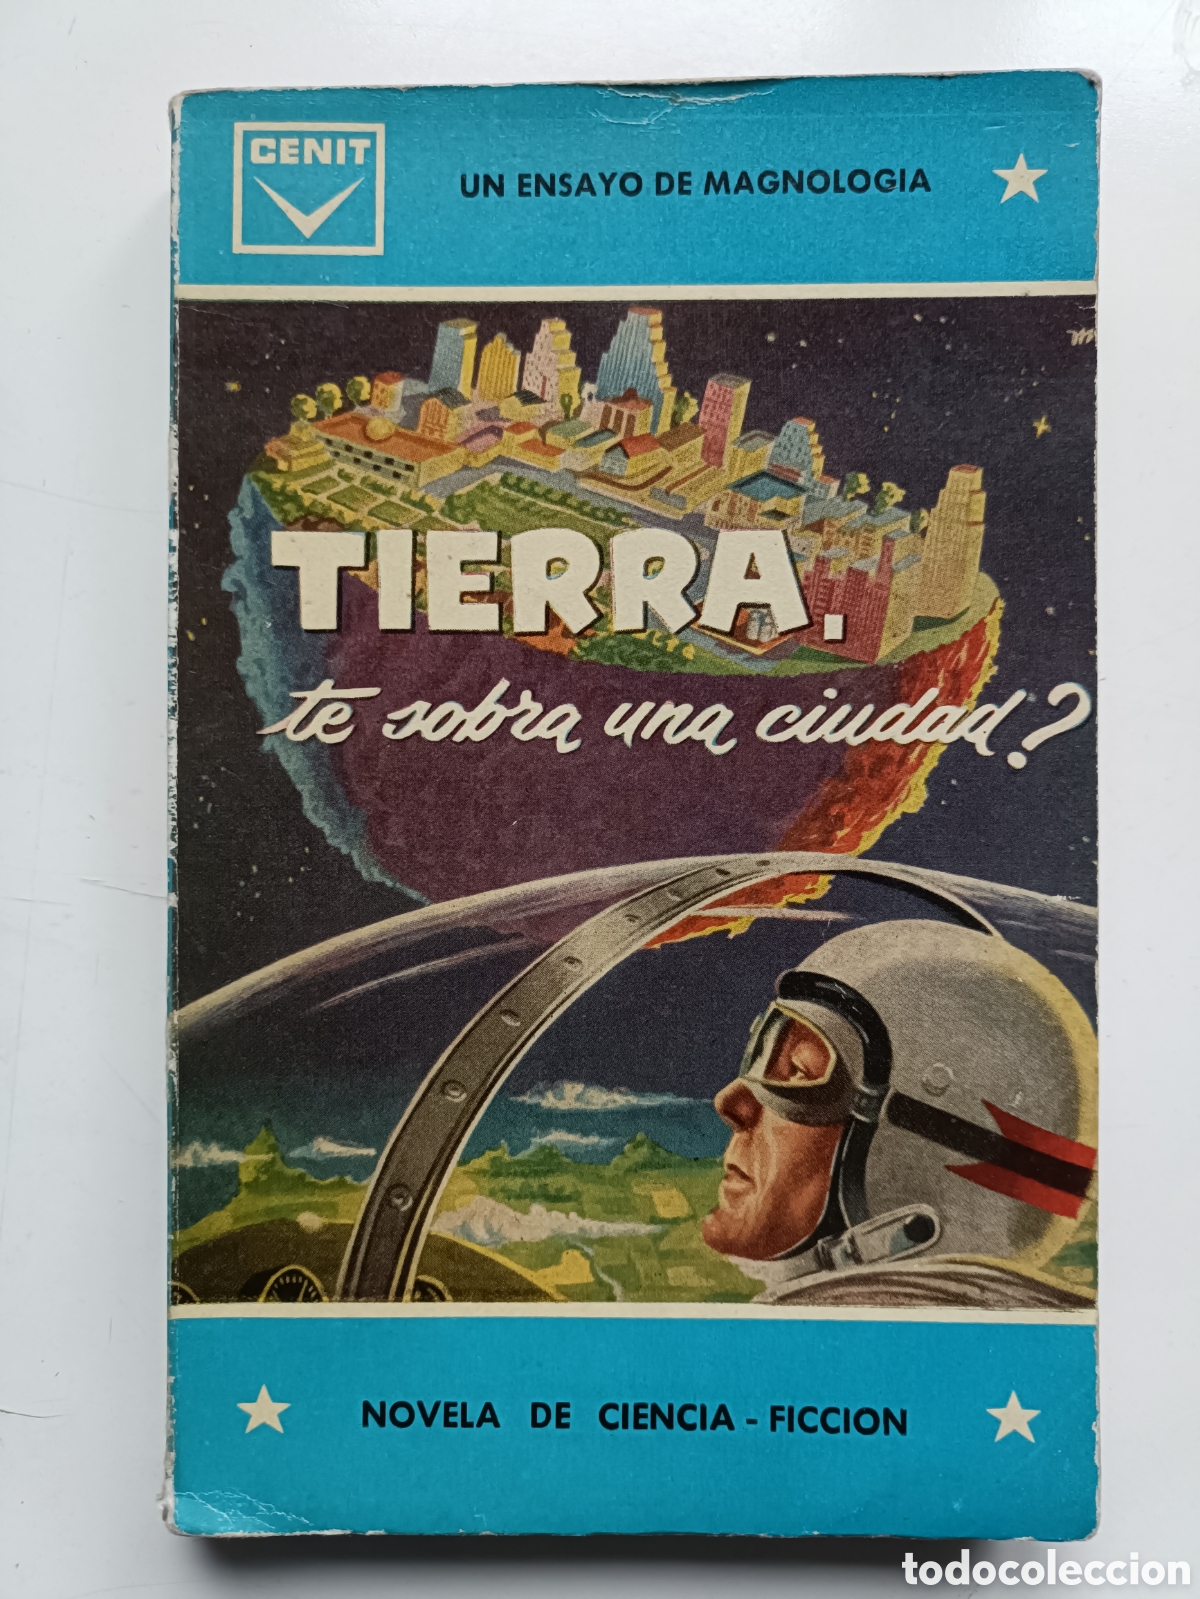 CENIT
UN ENSAYO DE MAGNOLOGIA
TIERRA.
te sobra una ciudad?
NOVELA DE CIENCIA - FICCION
todocoleccion